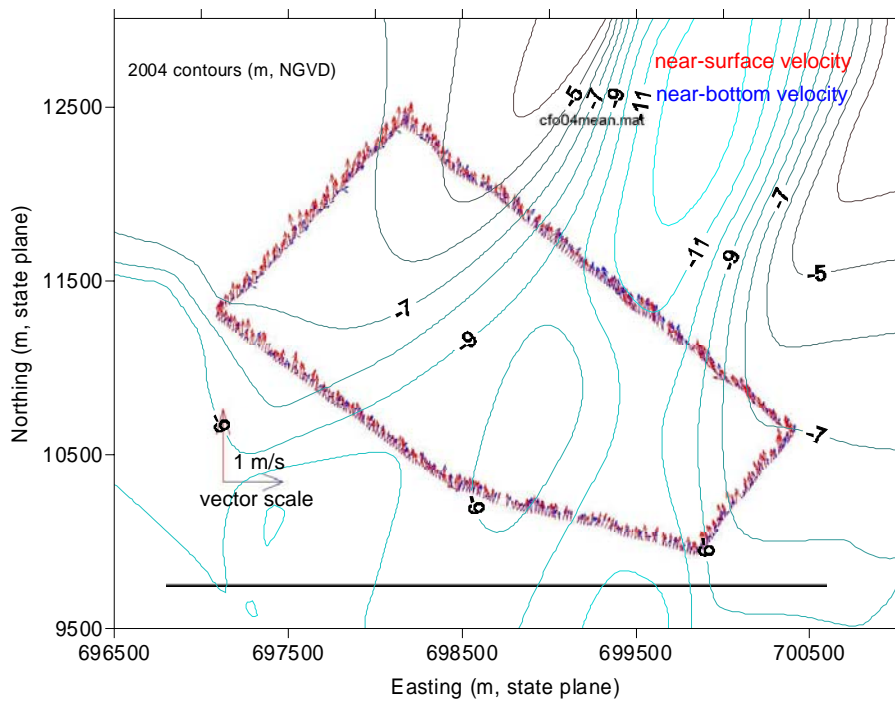 2004 contours (m, NGVD)
near-surface velocity
near-bottom velocity
cfo04mean.mat
-5
-7
-9
-11
-7
-11
-9
-5
-7
-9
-9
-7
-9
-9
1 m/s
vector scale
12500
11500
10500
9500
696500
697500
698500
699500
700500
Northing (m, state plane)
Easting (m, state plane)